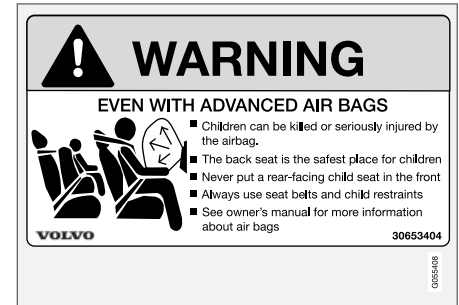 WARNING
EVEN WITH ADVANCED AIR BAGS
■ Children can be killed or seriously injured by
the airbag.
■ The back seat is the safest place for children
■ Never put a rear-facing child seat in the front
■ Always use seat belts and child restraints
■ See owner's manual for more information
about air bags
VOLVO
30653404
G055408